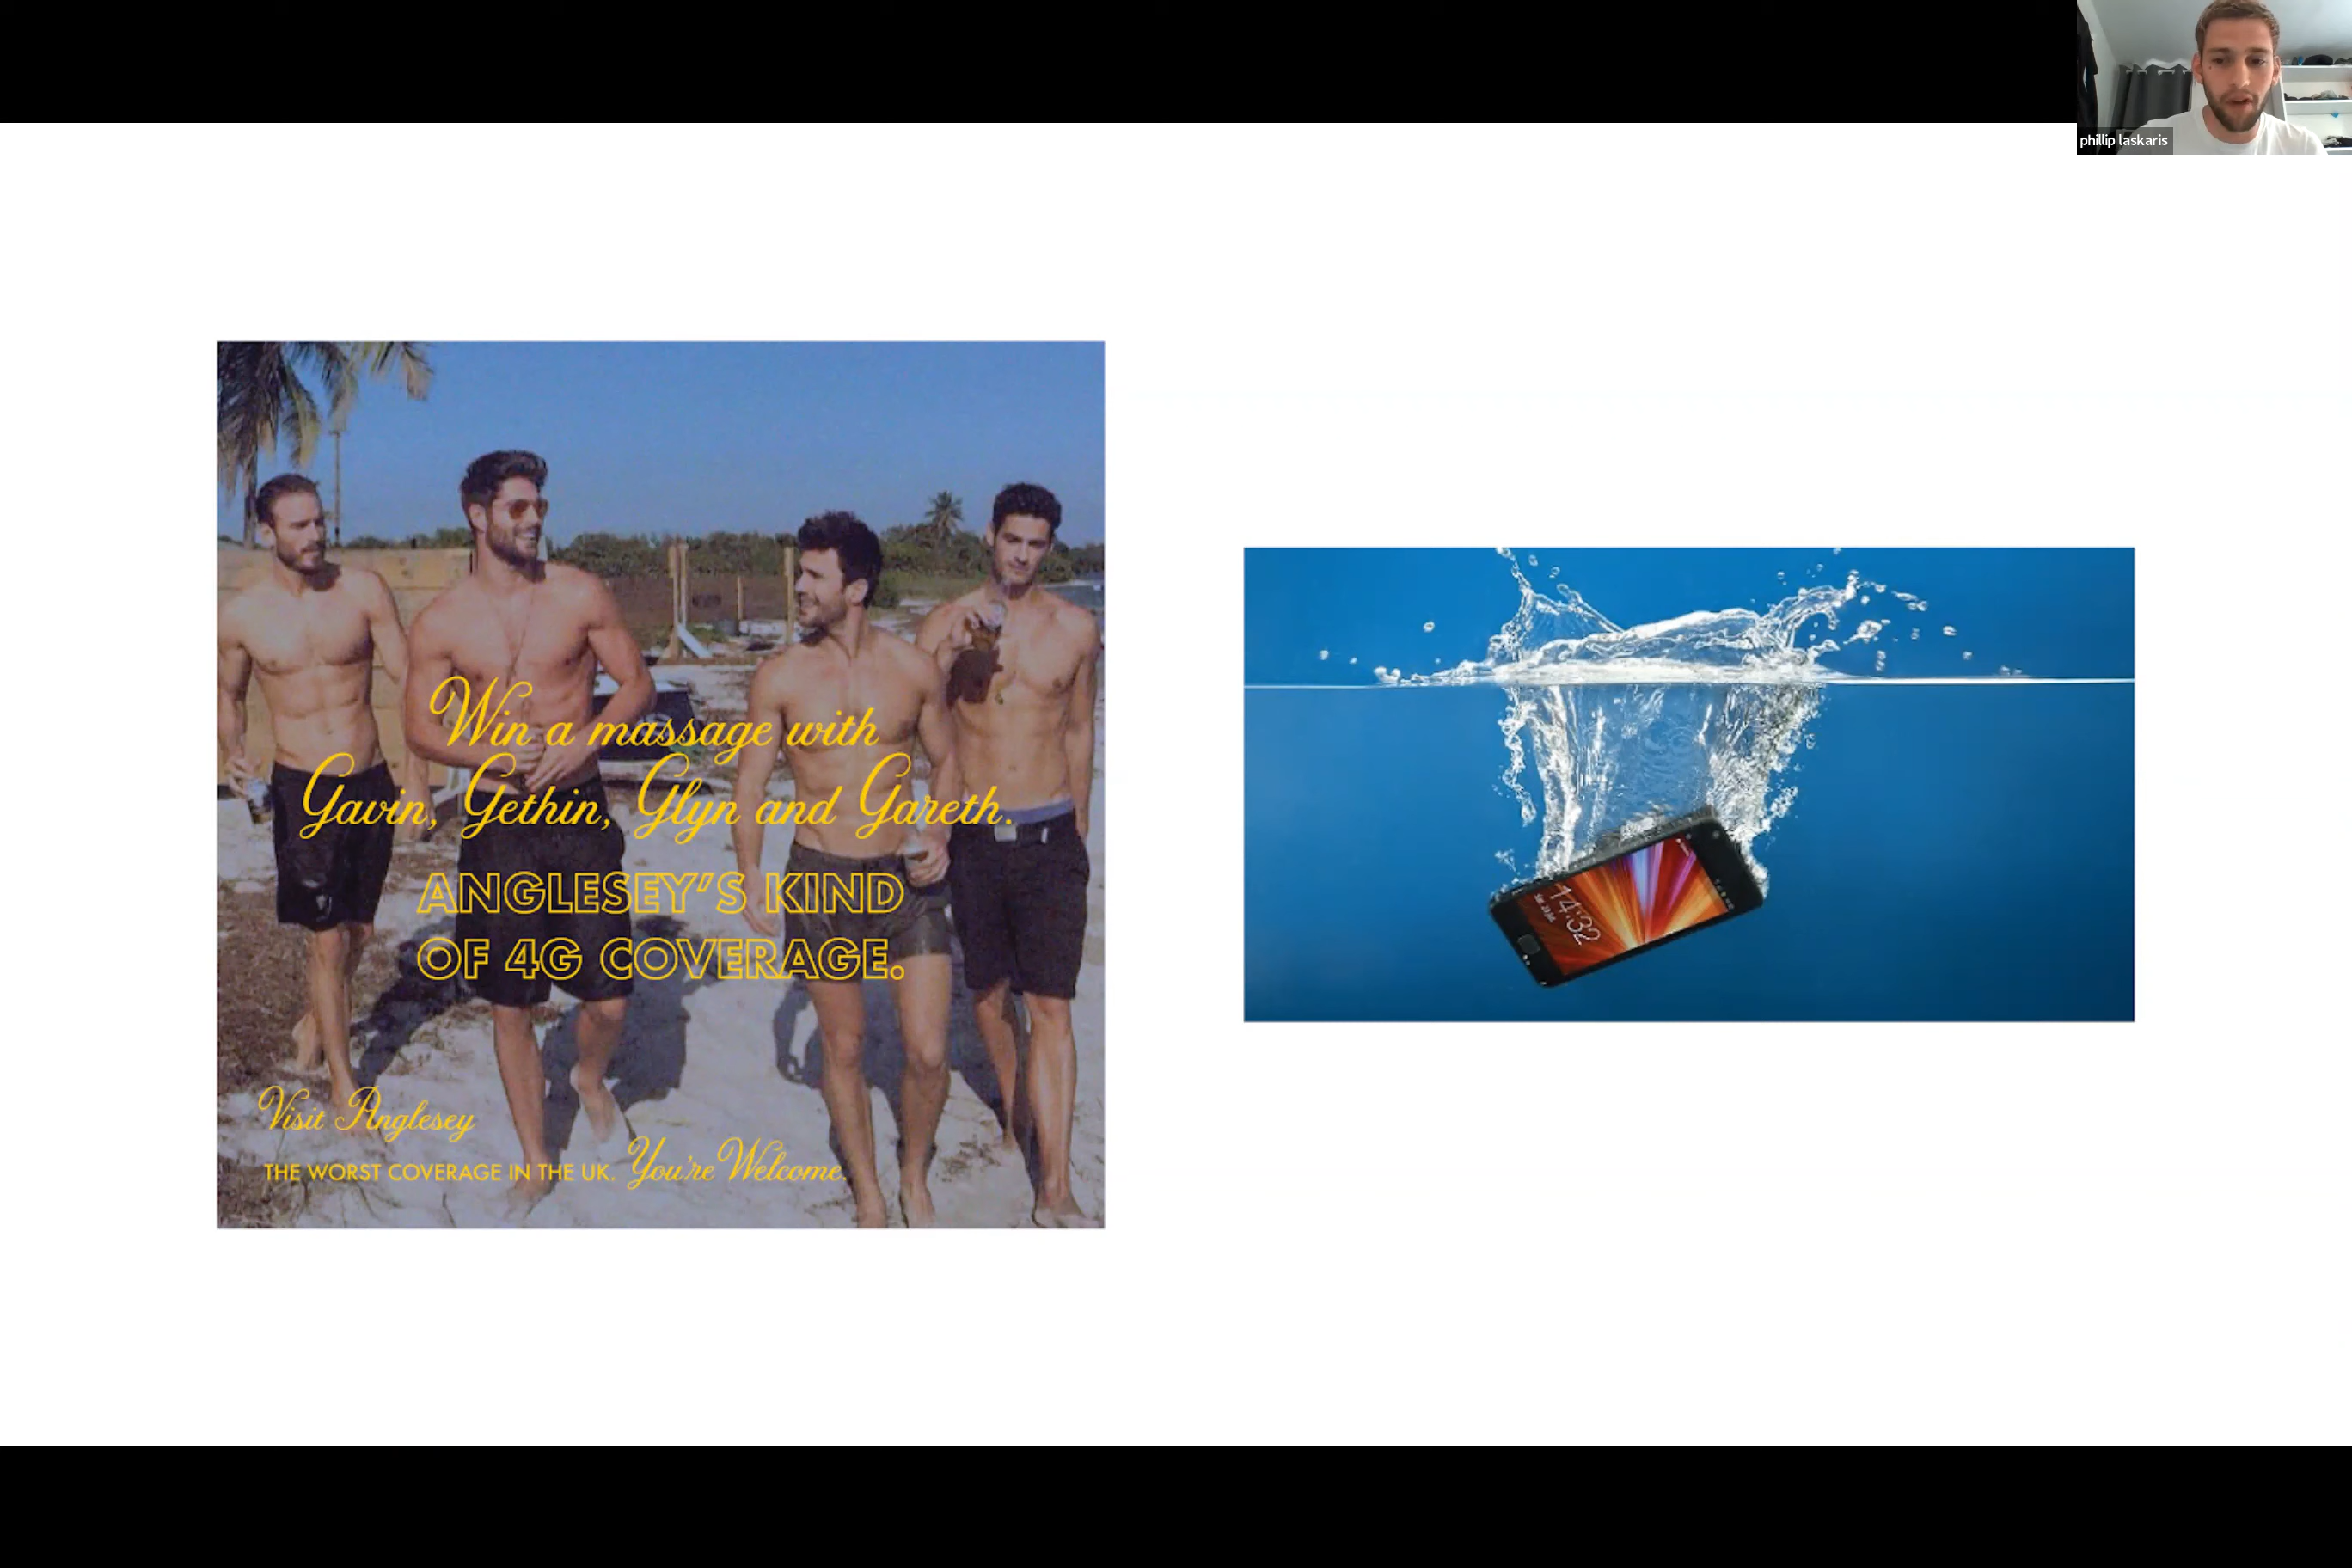 phillip laskaris
Win a massage with
Gavin, Gethin, Glyn and Gareth.
ANGLESEY'S KIND
OF 4G COVERAGE.
Visit Anglesey
THE WORST COVERAGE IN THE UK. You're Welcome.
14:32